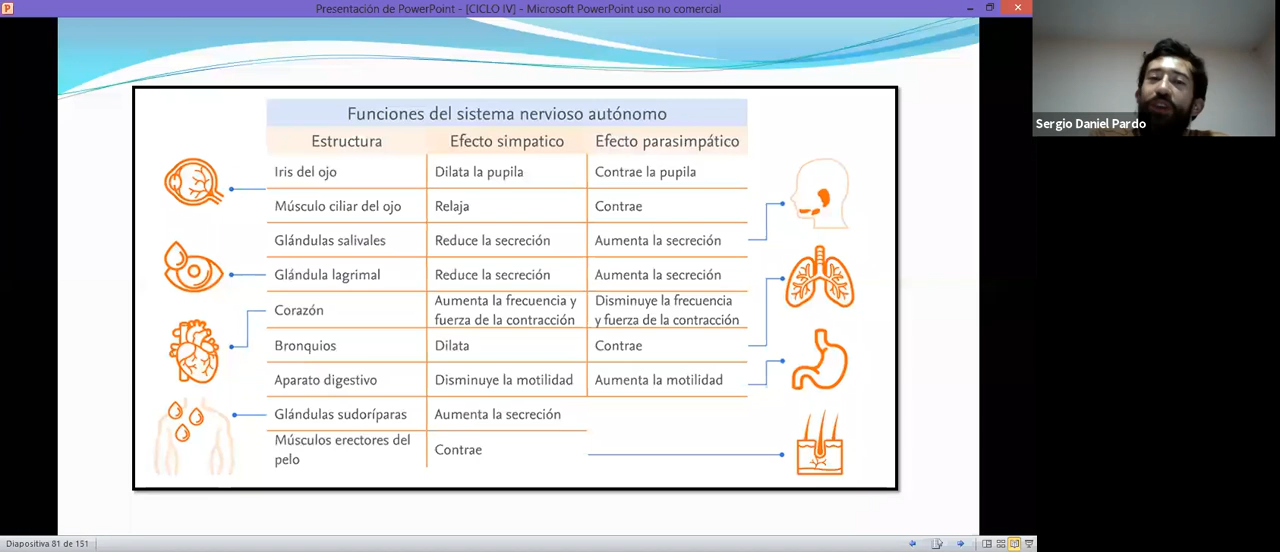 Presentación de PowerPoint - [CICLO IV] - Microsoft PowerPoint uso no comercial
Sergio Daniel Pardo
Funciones del sistema nervioso autónomo
Estructura Efecto simpatico Efecto parasimpático
Iris del ojo Dilata la pupila Contrae la pupila
Músculo ciliar del ojo Relaja Contrae
Glándulas salivales Reduce la secreción Aumenta la secreción
Glándula lagrimal Reduce la secreción Aumenta la secreción
Corazón Aumenta la frecuencia y Disminuye la frecuencia
fuerza de la contracción y fuerza de la contracción
Bronquios Dilata Contrae
Aparato digestivo Disminuye la motilidad Aumenta la motilidad
Glándulas sudoríparas Aumenta la secreción
Músculos erectores del
pelo Contrae
Diapositiva 81 de 151